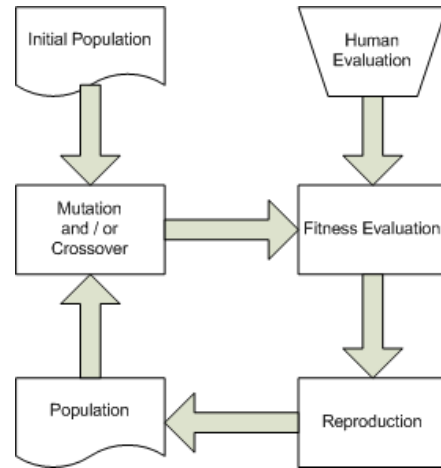 Initial Population
Human
Evaluation
Mutation
and / or
Crossover
Fitness Evaluation
Population
Reproduction